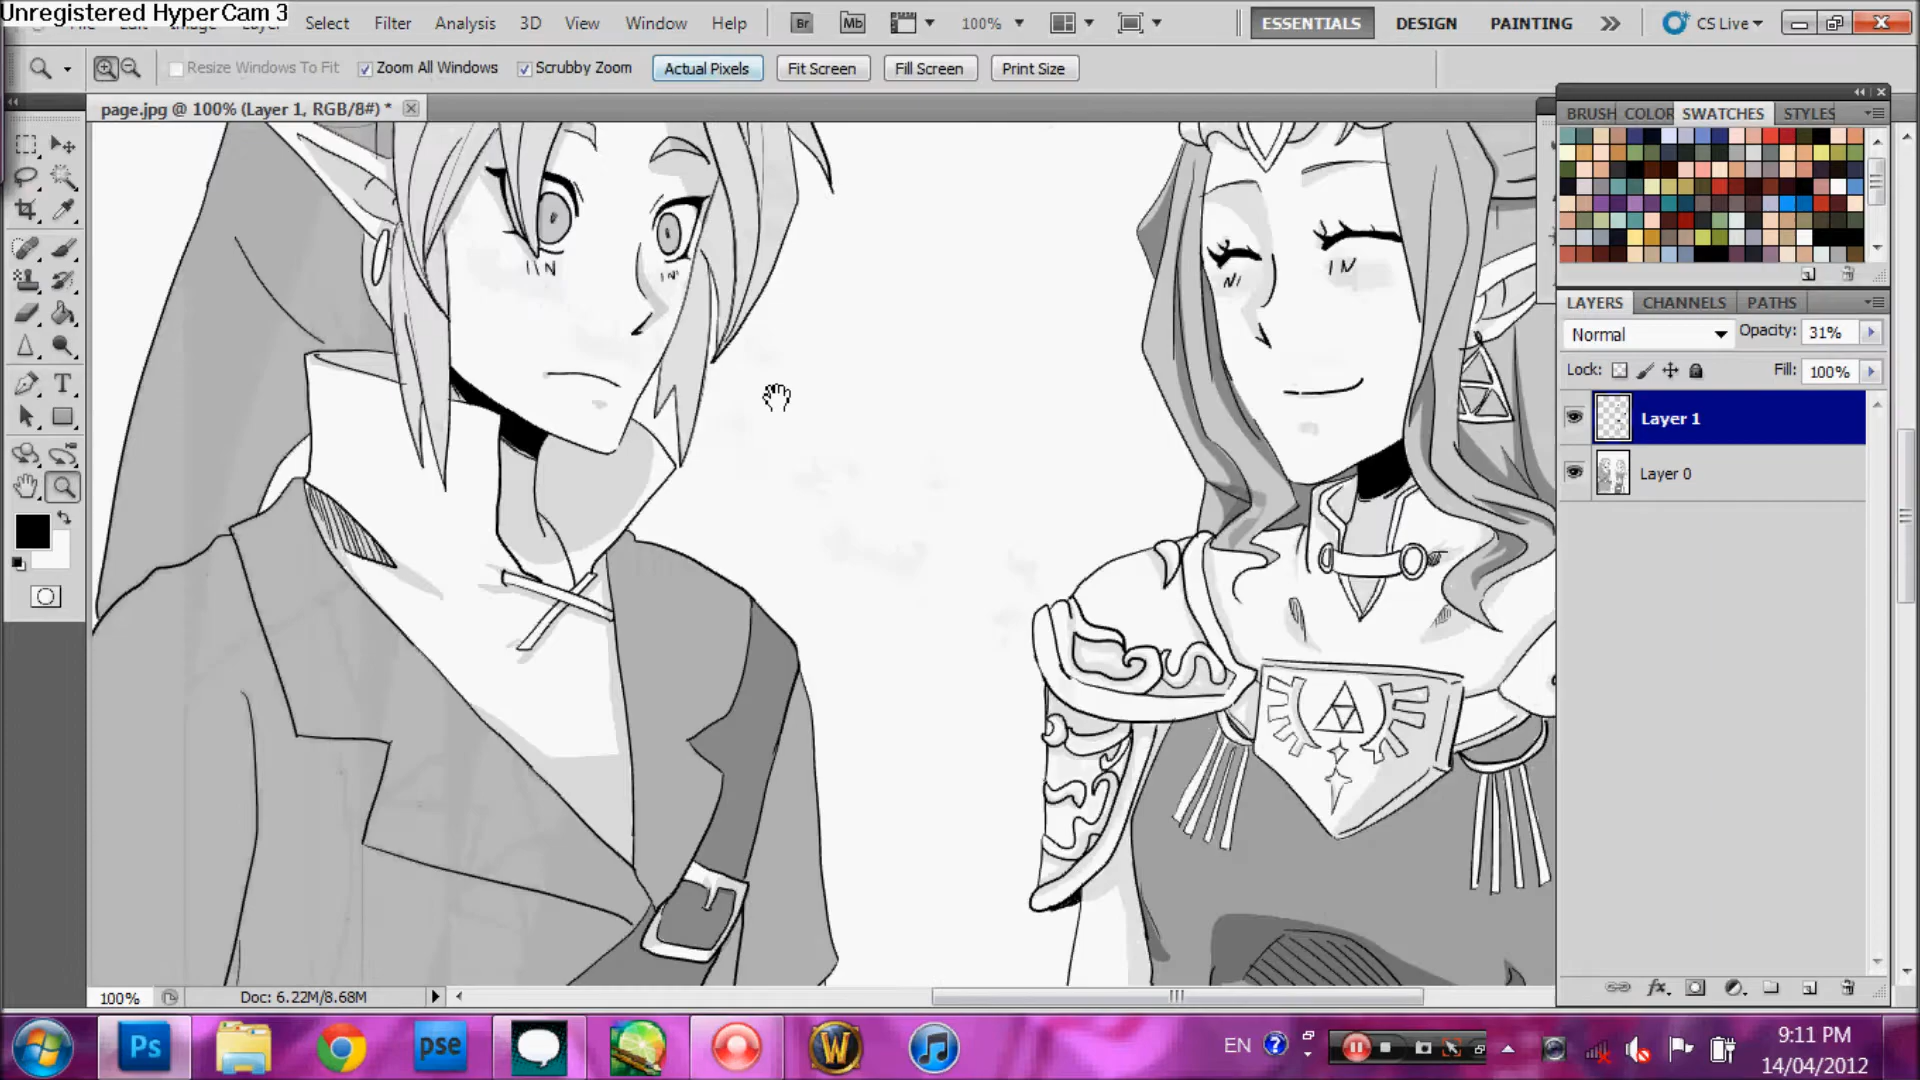 Unregistered HyperCam 3
Select Filter Analysis 3D View Window Help Br Mb 100% ESSENTIALS DESIGN PAINTING CS Live
Resize Windows To Fit Zoom All Windows Scrubby Zoom Actual Pixels Fit Screen Fill Screen Print Size
page.jpg @ 100% (Layer 1, RGB/8#) *
BRUSH COLOR SWATCHES STYLES
LAYERS CHANNELS PATHS
Normal Opacity: 31%
Lock: Fill: 100%
Layer 1
Layer 0
T
100% Doc: 6.22M/8.68M
fx
Ps pse W EN 9:11 PM
14/04/2012